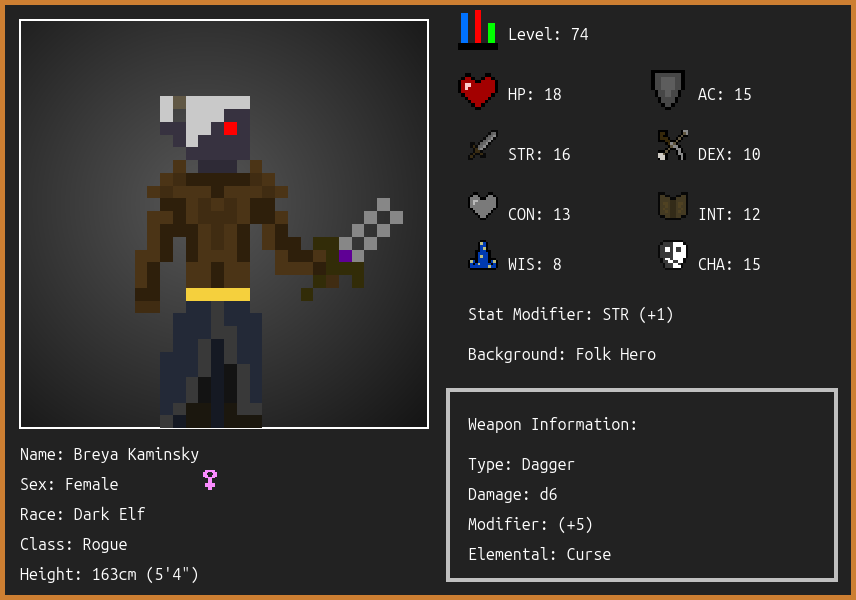 Level: 74
HP: 18
AC: 15
STR: 16
DEX: 10
CON: 13
INT: 12
WIS: 8
CHA: 15
Stat Modifier: STR (+1)
Background: Folk Hero
Name: Breya Kaminsky
Sex: Female
Race: Dark Elf
Class: Rogue
Height: 163cm (5'4")
Weapon Information:
Type: Dagger
Damage: d6
Modifier: (+5)
Elemental: Curse